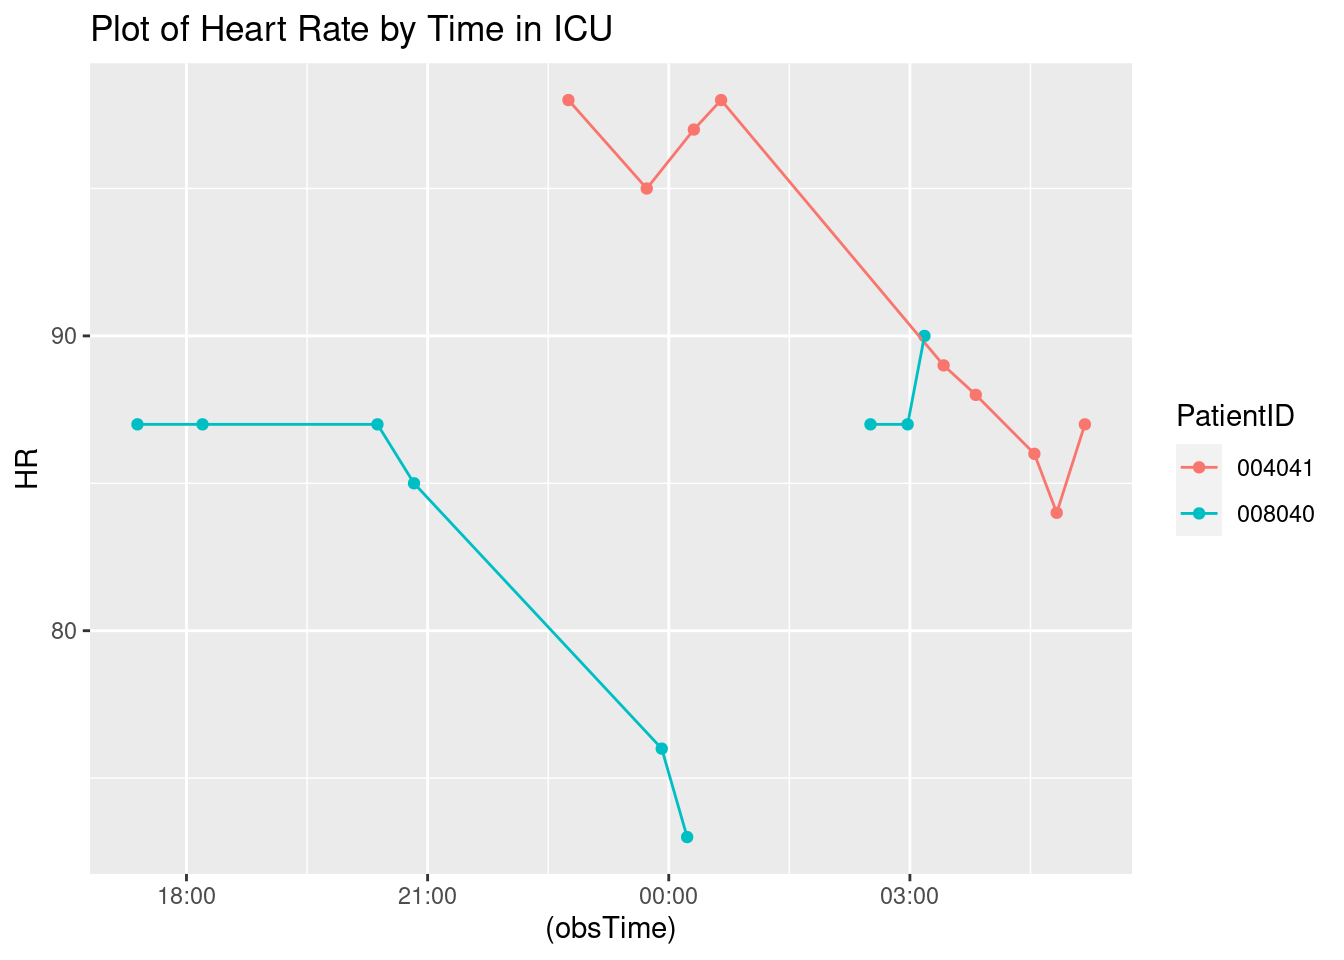 Plot of Heart Rate by Time in ICU
HR
90
80
18:00 21:00 00:00 03:00
(obsTime)
PatientID
004041
008040